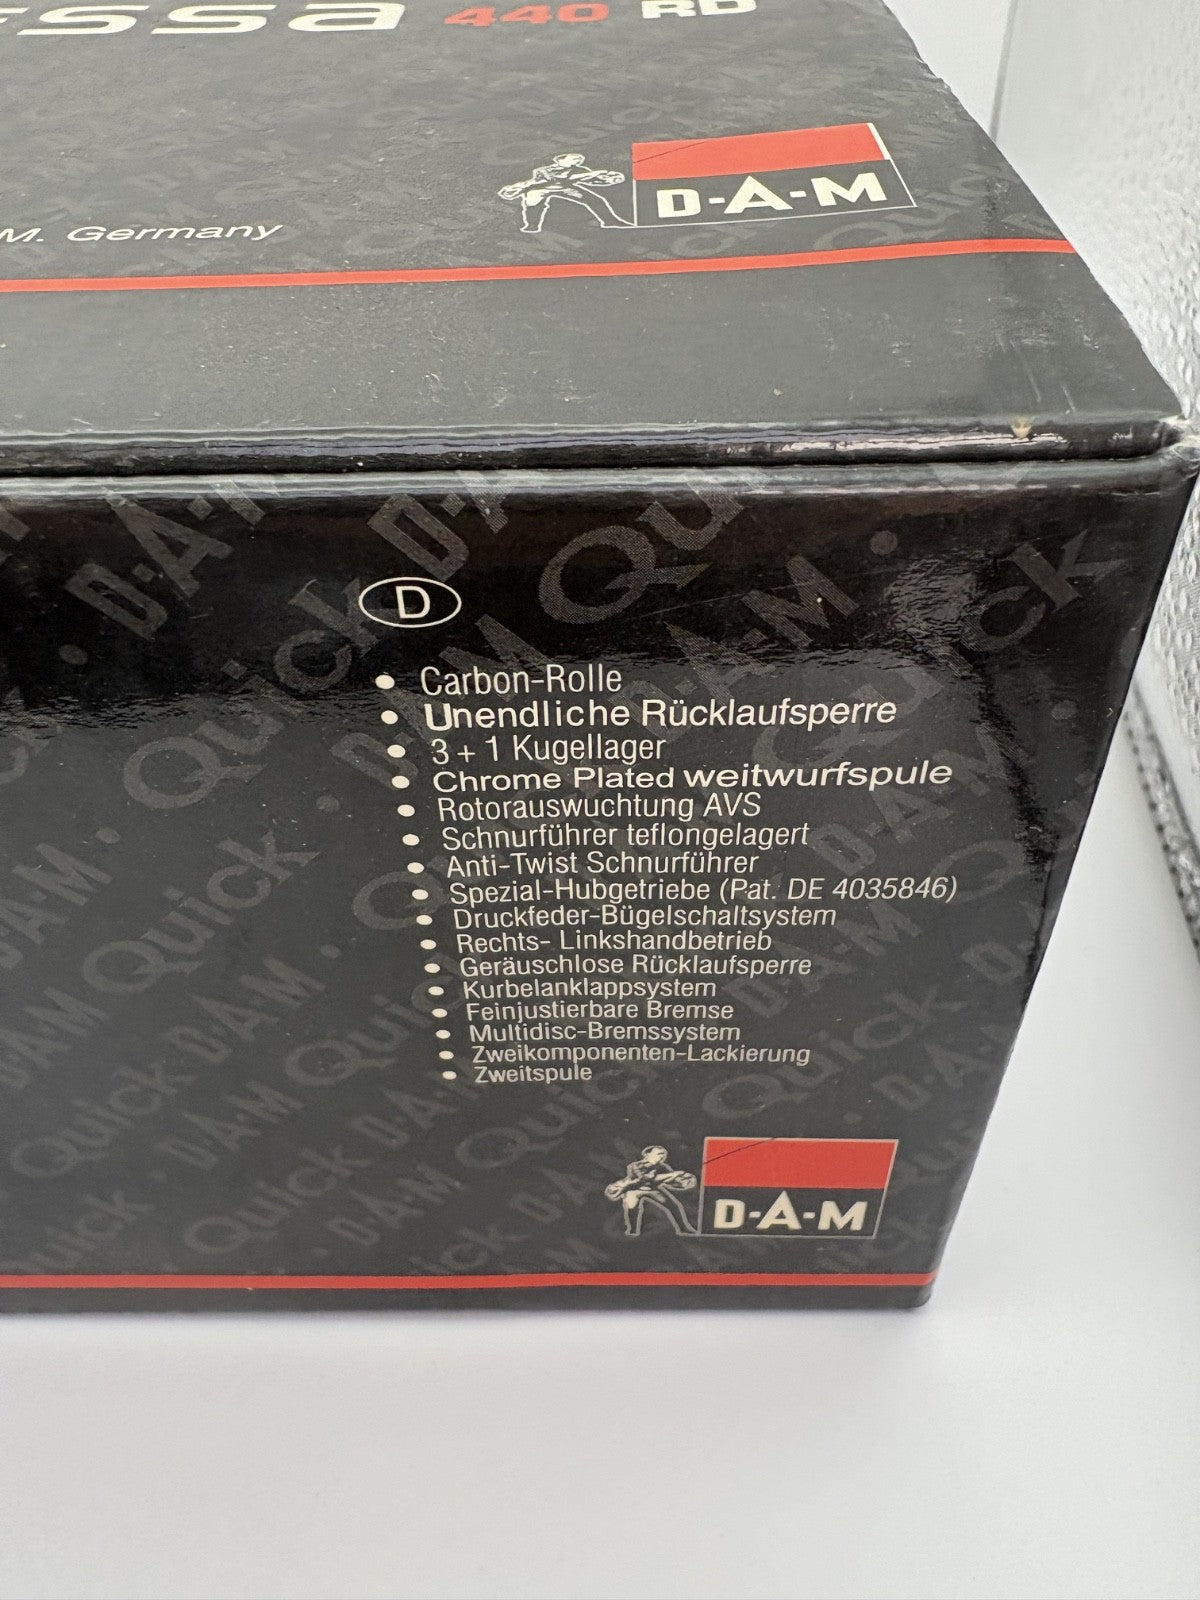 440 RD
D-A-M
Germany
D
• Carbon-Rolle
• Unendliche Rücklaufsperre
• 3 + 1 Kugellager
• Chrome Plated weitwurfspule
• Rotorauswuchtung AVS
• Schnurführer teflongelagert
• Anti-Twist Schnurführer
• Spezial-Hubgetriebe (Pat. DE 4035846)
• Druckfeder-Bügelschaltsystem
• Rechts- Linkshandbetrieb
• Geräuschlose Rücklaufsperre
• Kurbelanklappsystem
• Feinjustierbare Bremse
• Multidisc-Bremssystem
• Zweikomponenten-Lackierung
• Zweitspule
D-A-M